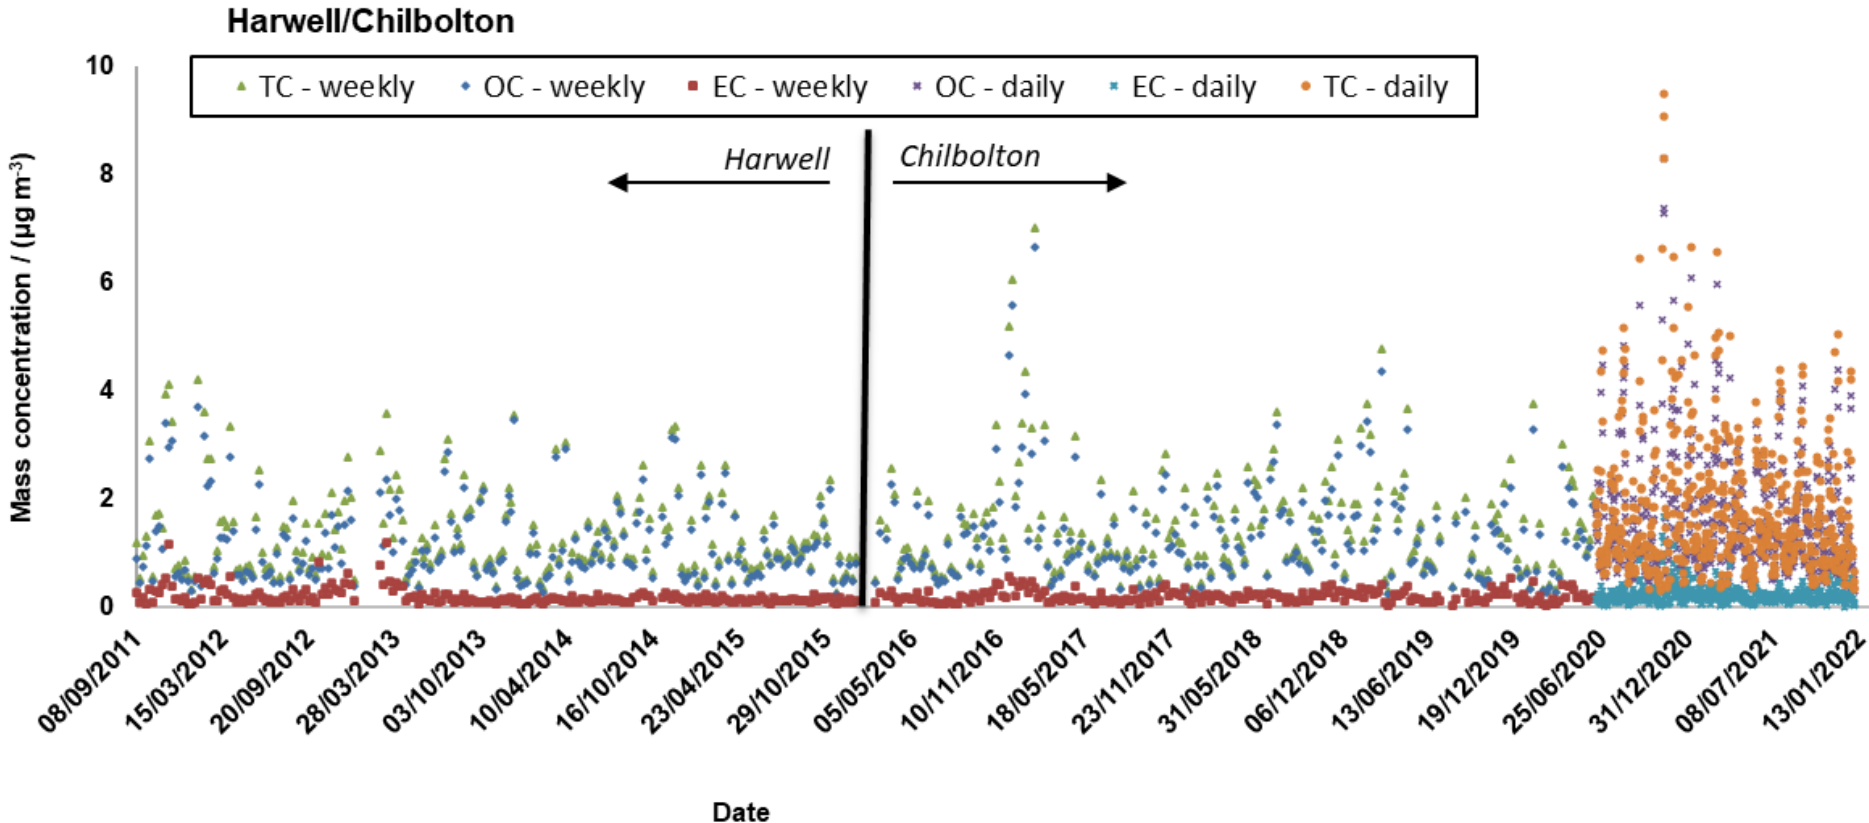 Harwell/Chilbolton
TC - weekly OC - weekly EC - weekly OC - daily EC - daily TC - daily
Harwell Chilbolton
Mass concentration / (µg m⁻³)
10
8
6
4
2
0
08/09/2011 15/03/2012 20/09/2012 28/03/2013 03/10/2013 10/04/2014 16/10/2014 23/04/2015 29/10/2015 05/05/2016 10/11/2016 18/05/2017 23/11/2017 31/05/2018 06/12/2018 13/06/2019 19/12/2019 25/06/2020 31/12/2020 08/07/2021 13/01/2022
Date